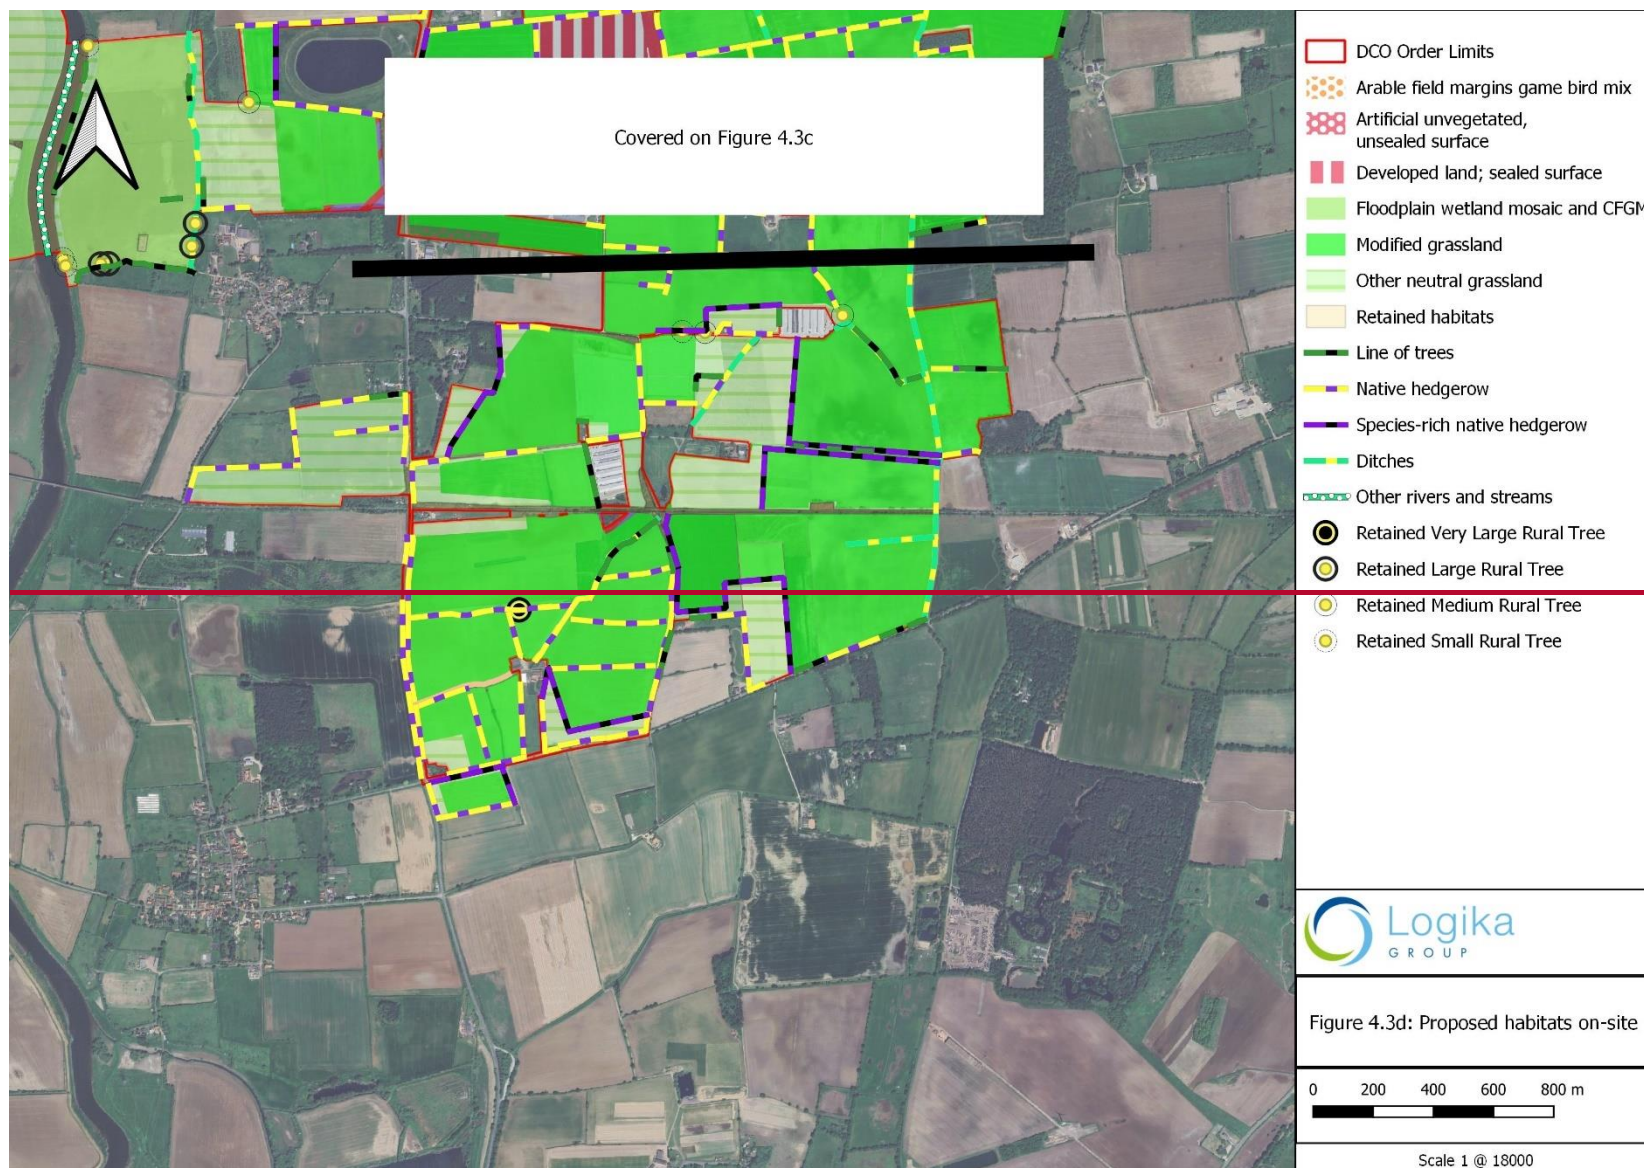 Covered on Figure 4.3c
DCO Order Limits
Arable field margins game bird mix
Artificial unvegetated,
unsealed surface
Developed land; sealed surface
Floodplain wetland mosaic and CFGM
Modified grassland
Other neutral grassland
Retained habitats
Line of trees
Native hedgerow
Species-rich native hedgerow
Ditches
Other rivers and streams
Retained Very Large Rural Tree
Retained Large Rural Tree
Retained Medium Rural Tree
Retained Small Rural Tree
Logika
GROUP
Figure 4.3d: Proposed habitats on-site
0 200 400 600 800 m
Scale 1 @ 18000